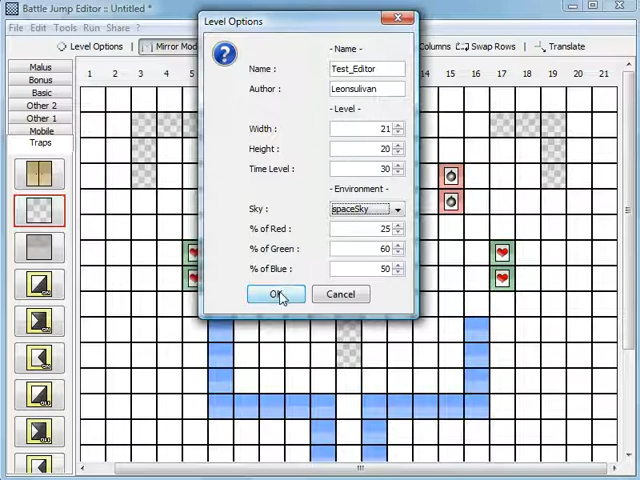 Battle Jump Editor :: Untitled *
File Edit Tools Run Share ?
Level Options
Mirror Mod
Columns
Swap Rows
Translate
Malus
Bonus
Basic
Other 2
Other 1
Mobile
Traps
1 2 3 4 5
14 15 16 17 18 19 20 21
Level Options
- Name -
Name : Test_Editor
Author : Leonsulivan
- Level -
Width : 21
Height : 20
Time Level : 30
- Environment -
Sky : spaceSky
% of Red : 25
% of Green : 60
% of Blue : 50
OK Cancel